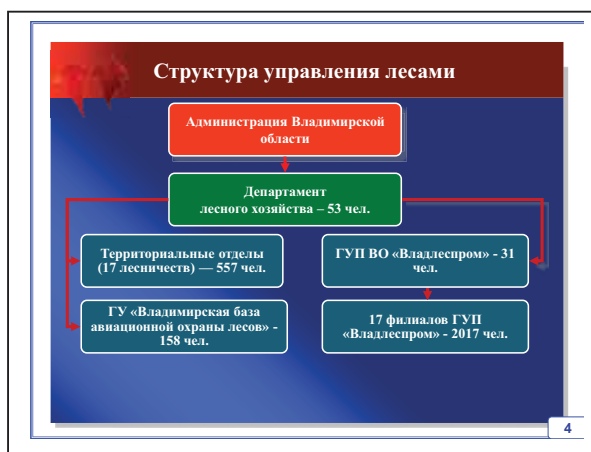 Структура управления лесами
Администрация Владимирской
области
Департамент
лесного хозяйства – 53 чел.
Территориальные отделы
(17 лесничеств) — 557 чел.
ГУП ВО «Владлеспром» - 31
чел.
ГУ «Владимирская база
авиационной охраны лесов» -
158 чел.
17 филиалов ГУП
«Владлеспром» - 2017 чел.
4